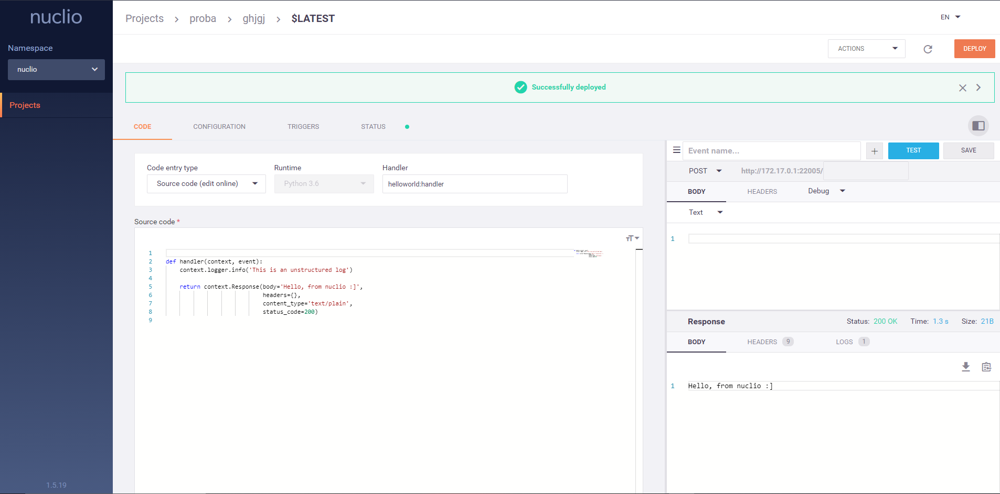 nuclio
Projects > proba > ghjgj > $LATEST
EN
Namespace
nuclio
ACTIONS
DEPLOY
Successfully deployed
Projects
CODE CONFIGURATION TRIGGERS STATUS
Event name... + TEST SAVE
Code entry type Runtime Handler
Source code (edit online) Python 3.6 helloworld:handler
POST http://172.17.0.1:22005/
BODY HEADERS Debug
Text
1
Source code *
1
2 def handler(context, event):
3 context.logger.info('This is an unstructured log')
4
5 return context.Response(body='Hello, from nuclio :]',
6 headers={},
7 content_type='text/plain',
8 status_code=200)
9
Response Status: 200 OK Time: 1.3 s Size: 21B
BODY HEADERS 9 LOGS 1
1 Hello, from nuclio :]
1.5.19